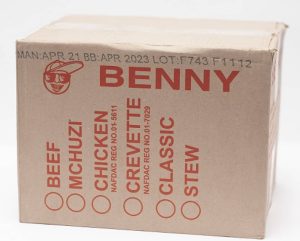 MAN:APR 21 BB:APR 2023 LOT:F743 F1112
BENNY
BEEF
MCHUZI
CHICKEN
NAFDAC REG NO.01-5611
CREVETTE
NAFDAC REG NO.01-7029
CLASSIC
STEW